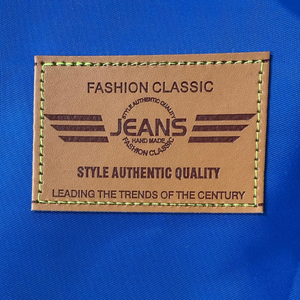 FASHION CLASSIC
STYLE AUTHENTIC QUALITY
JEANS
HAND MADE
FASHION CLASSIC
STYLE AUTHENTIC QUALITY
LEADING THE TRENDS OF THE CENTURY